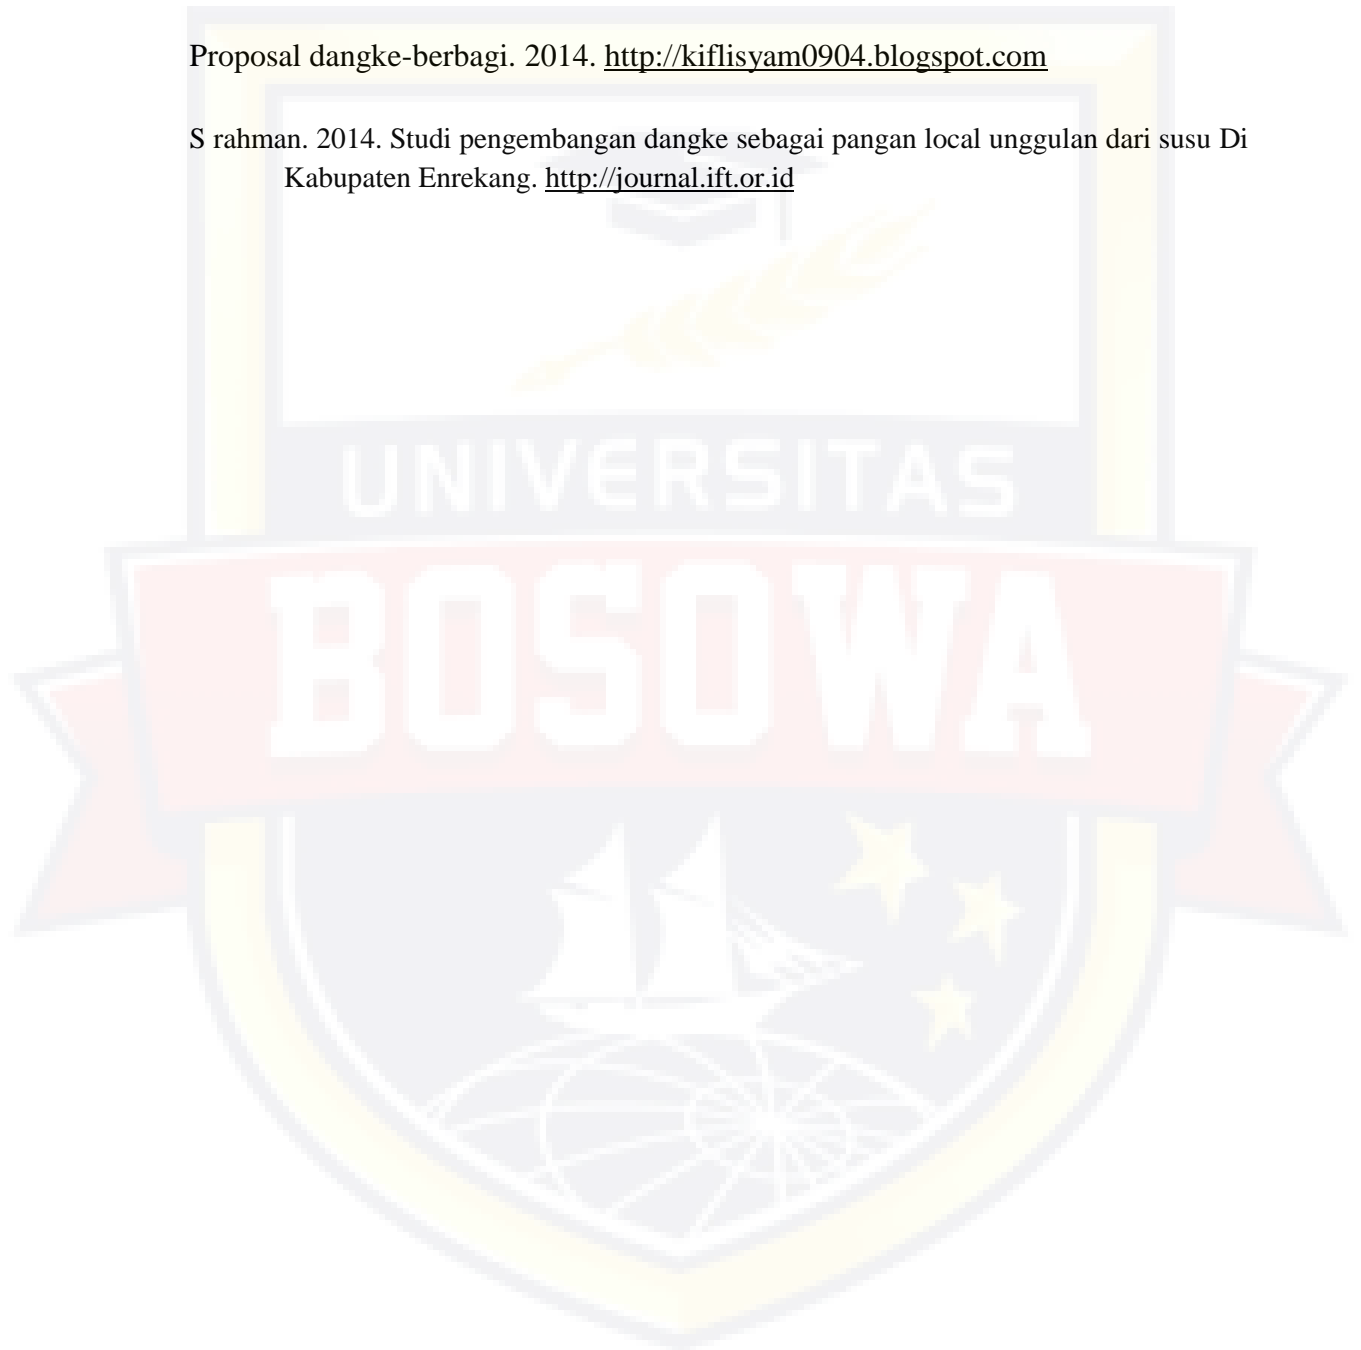 Proposal dangke-berbagi. 2014. http://kiflisyam0904.blogspot.com
S rahman. 2014. Studi pengembangan dangke sebagai pangan local unggulan dari susu Di
Kabupaten Enrekang. http://journal.ift.or.id
UNIVERSITAS
BOSOWA